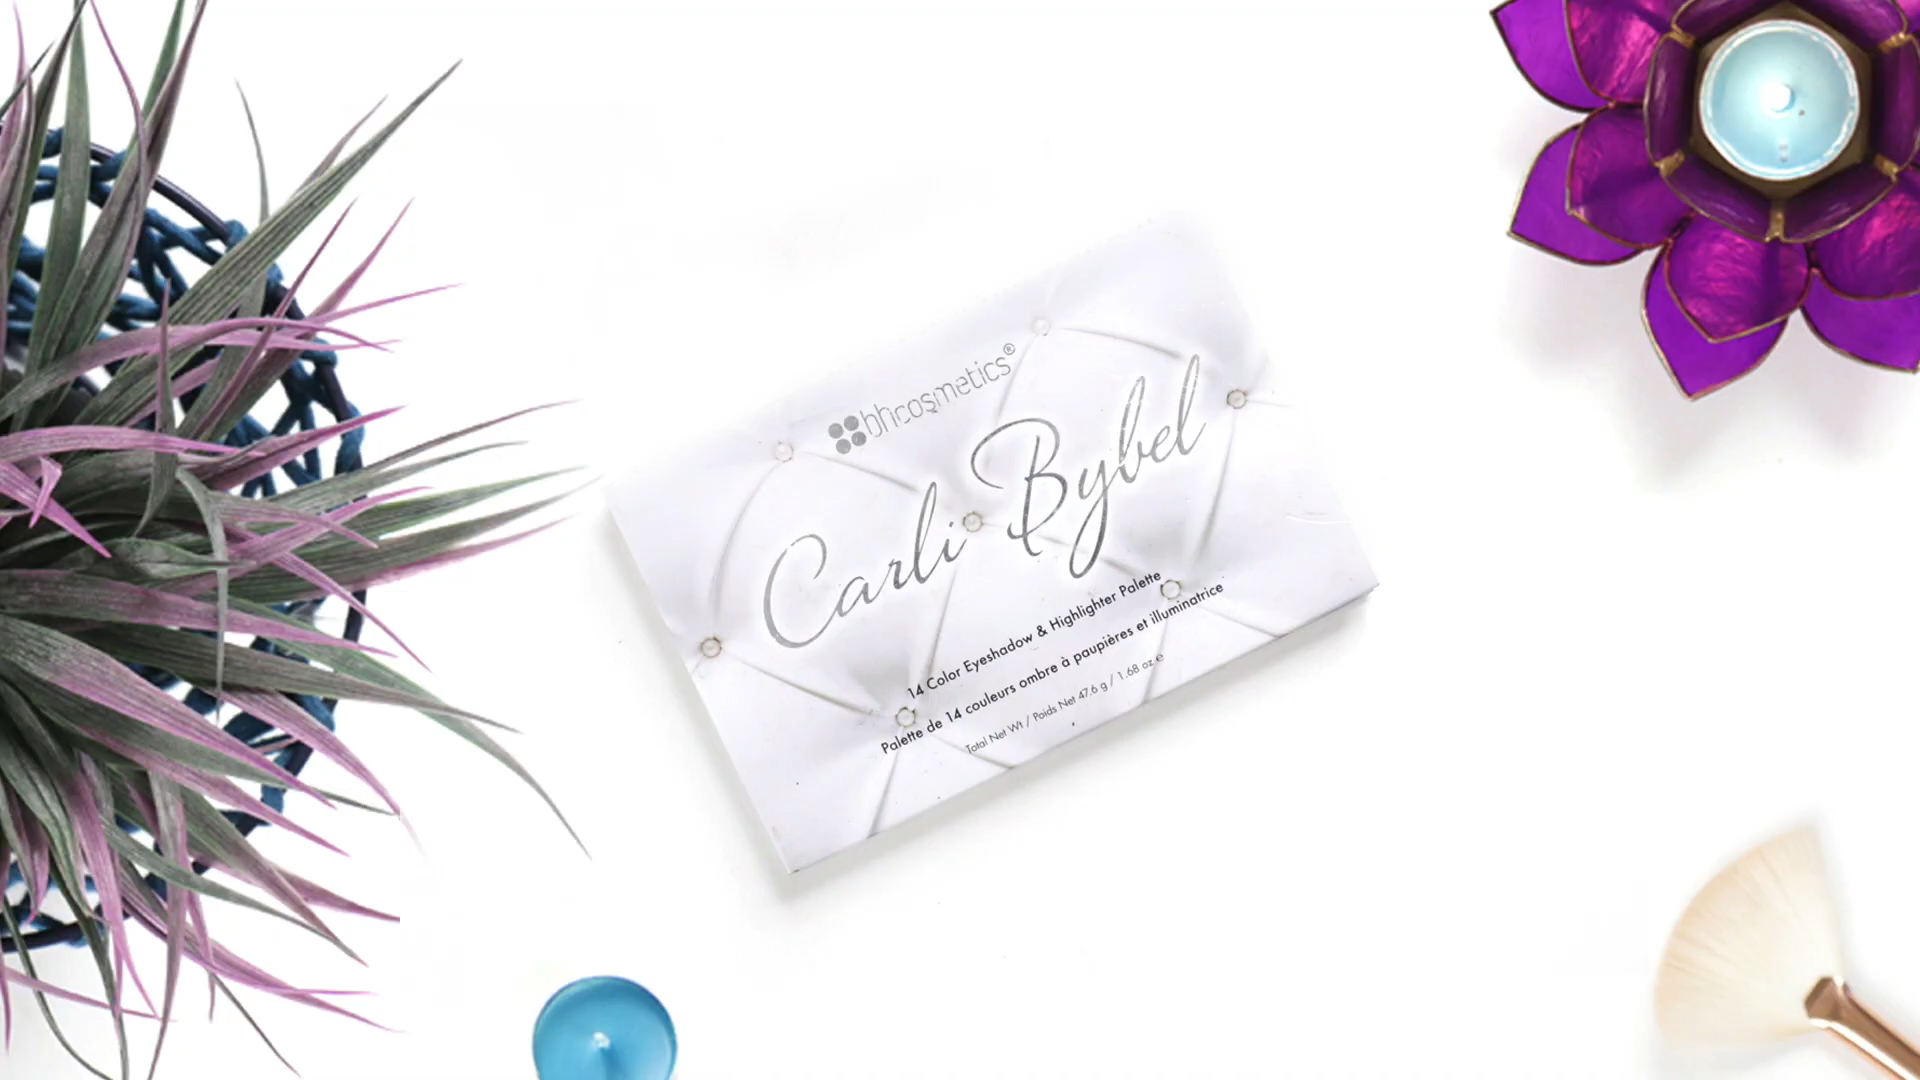 bhcosmetics®
Carli Bybel
14 Color Eyeshadow & Highlighter Palette
Palette de 14 couleurs ombre à paupières et illuminatrice
Total Net Wt / Poids Net 47.6 g / 1.68 oz e